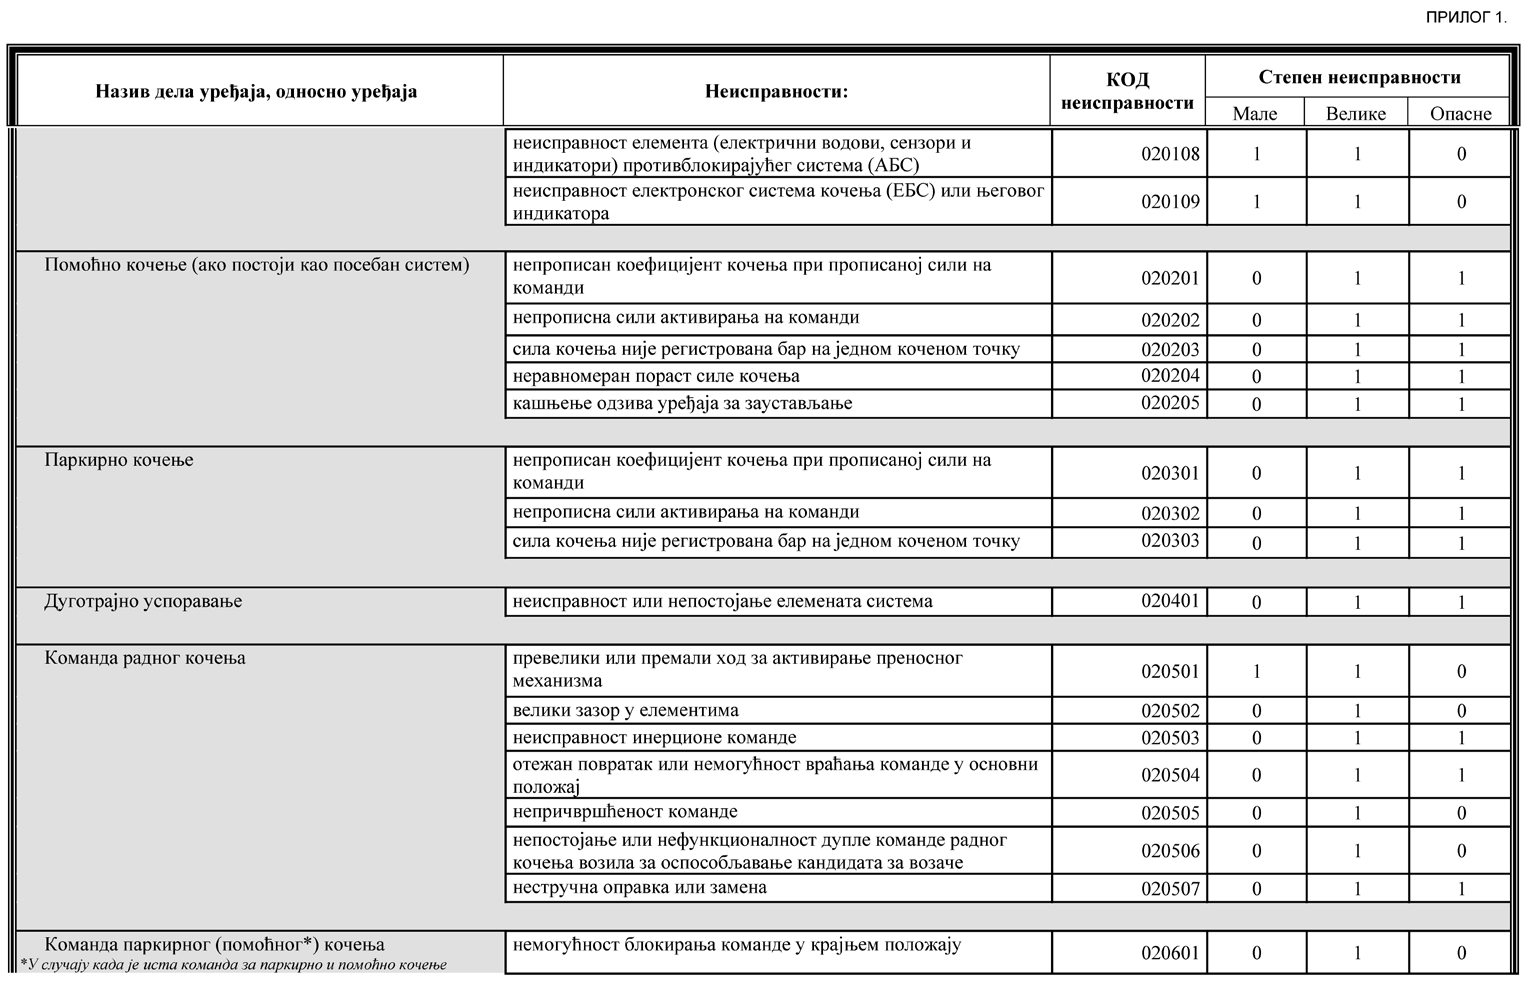 ПРИЛОГ 1.
Назив дела уређаја, односно уређаја
Неисправности:
КОД
неисправности
Степен неисправности
Мале
Велике
Опасне
неисправност елемента (електрични водови, сензори и
индикатори) противблокирајућег система (АБС)
020108 1 1 0
неисправност електронског система кочења (ЕБС) или његовог
индикатора
020109 1 1 0
Помоћно кочење (ако постоји као посебан систем)
непрописан коефицијент кочења при прописаној сили на
команди
020201 0 1 1
непрописна сили активирања на команди 020202 0 1 1
сила кочења није регистрована бар на једном коченом точку 020203 0 1 1
неравномеран пораст силе кочења 020204 0 1 1
кашњење одзива уређаја за заустављање 020205 0 1 1
Паркирно кочење
непрописан коефицијент кочења при прописаној сили на
команди
020301 0 1 1
непрописна сили активирања на команди 020302 0 1 1
сила кочења није регистрована бар на једном коченом точку 020303 0 1 1
Дуготрајно успоравање
неисправност или непостојање елемената система 020401 0 1 1
Команда радног кочења
превелики или премали ход за активирање преносног
механизма
020501 1 1 0
велики зазор у елементима 020502 0 1 0
неисправност инерционе команде 020503 0 1 1
отежан повратак или немогућност враћања команде у основни
положај
020504 0 1 1
непричвршћеност команде 020505 0 1 0
непостојање или нефункционалност дупле команде радног
кочења возила за оспособљавање кандидата за возаче
020506 0 1 0
нестручна оправка или замена 020507 0 1 1
Команда паркирног (помоћног*) кочења
*У случају када је иста команда за паркирно и помоћно кочење
немогућност блокирања команде у крајњем положају
020601 0 1 0